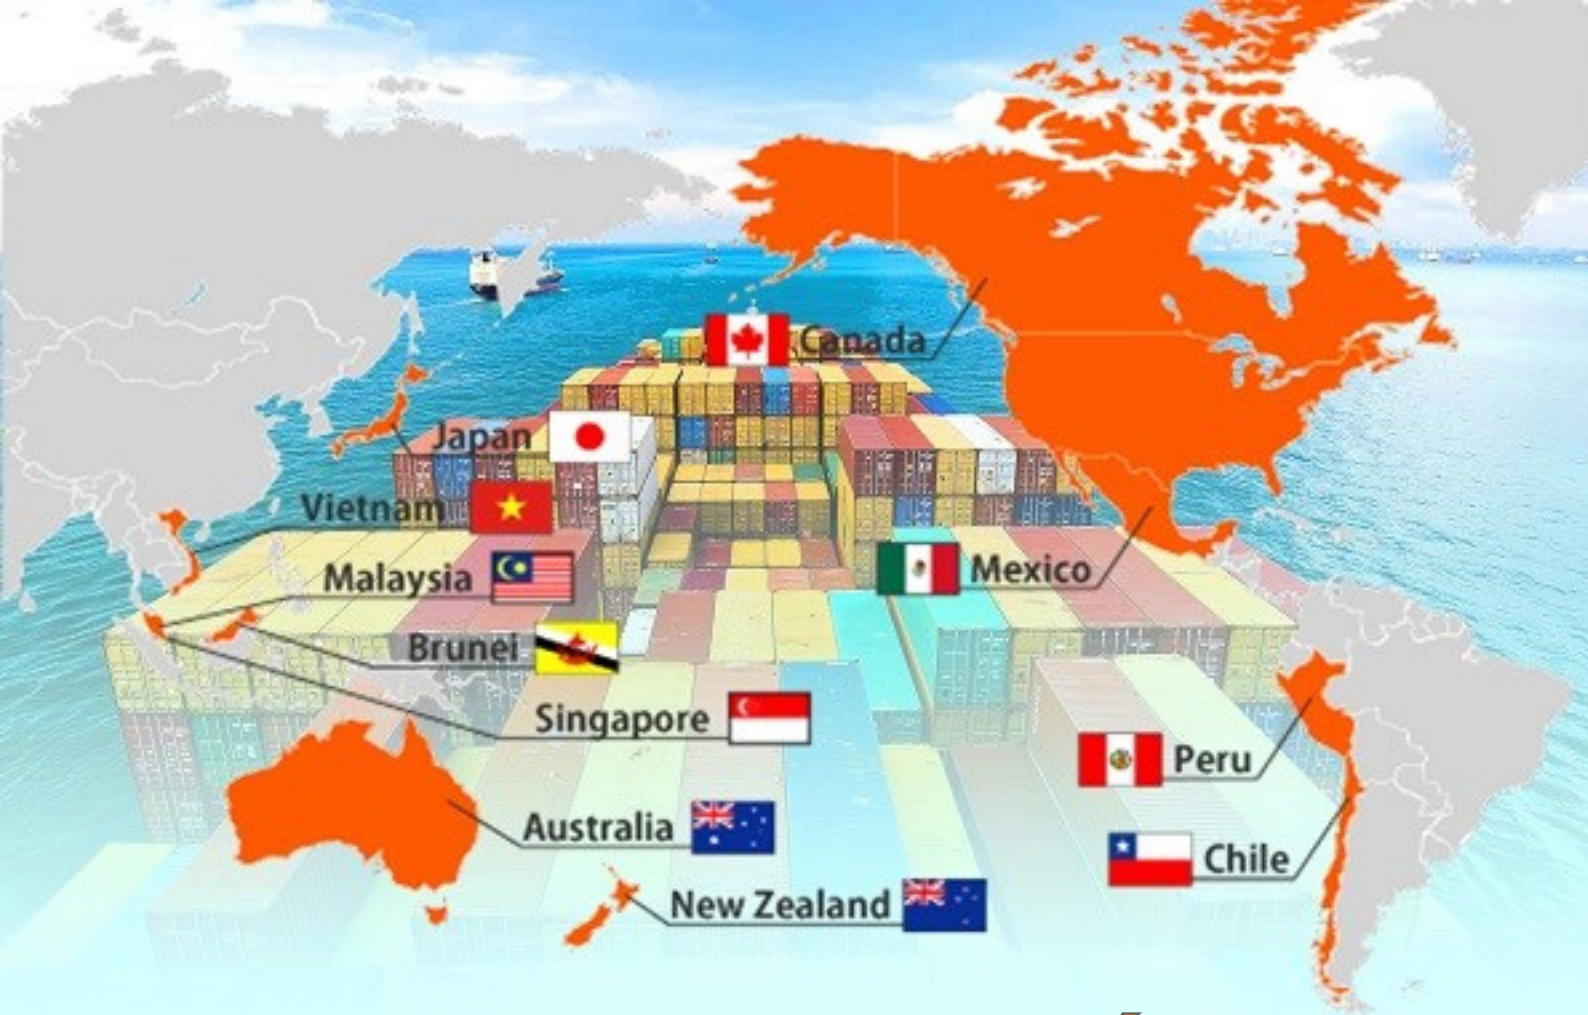 Canada
Japan
Vietnam
Malaysia
Mexico
Brunei
Singapore
Peru
Australia
Chile
New Zealand